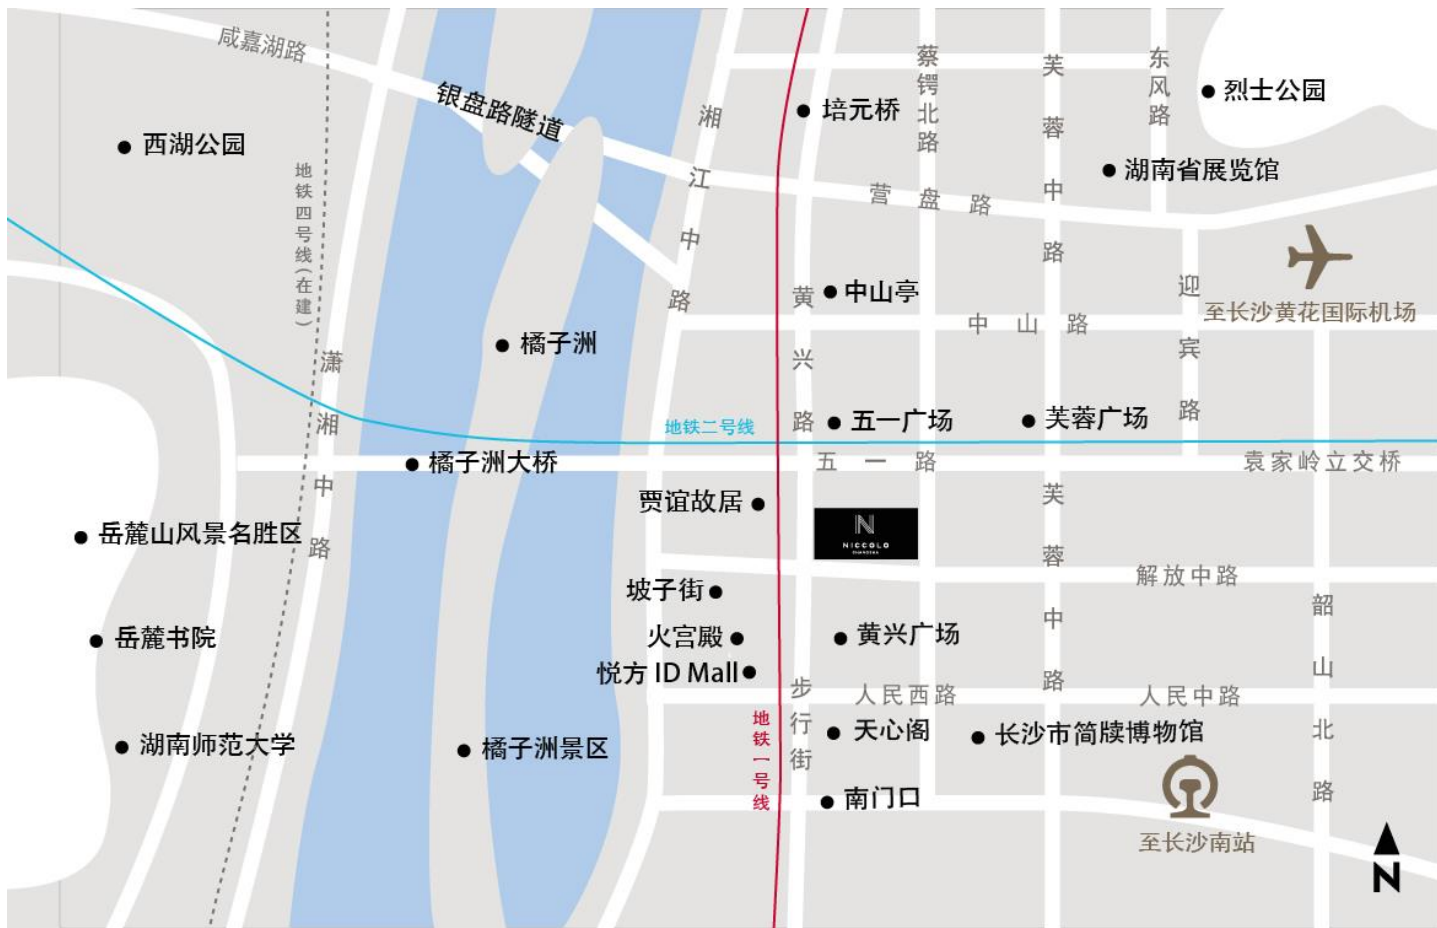 咸嘉湖路
银盘路隧道
湘江中路
培元桥
蔡锷北路
芙蓉中路
东风路
烈士公园
西湖公园
地铁四号线(在建)
湖南省展览馆
营盘路
中山亭
黄兴路
迎宾路
至长沙黄花国际机场
中山路
橘子洲
潇湘中路
地铁二号线
五一广场
芙蓉广场
橘子洲大桥
五一路
袁家岭立交桥
贾谊故居
N
NICCOLO
CHANGSHA
芙蓉中路
岳麓山风景名胜区
解放中路
坡子街
韶山北路
岳麓书院
火宫殿
黄兴广场
悦方 ID Mall
步行街
人民西路
人民中路
地铁一号线
天心阁
长沙市简牍博物馆
湖南师范大学
橘子洲景区
南门口
至长沙南站
N